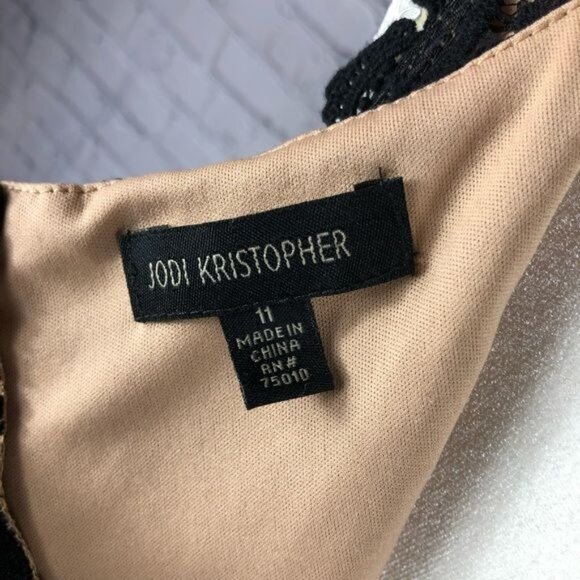 JODI KRISTOPHER
11
MADE IN
CHINA
RN#
75010